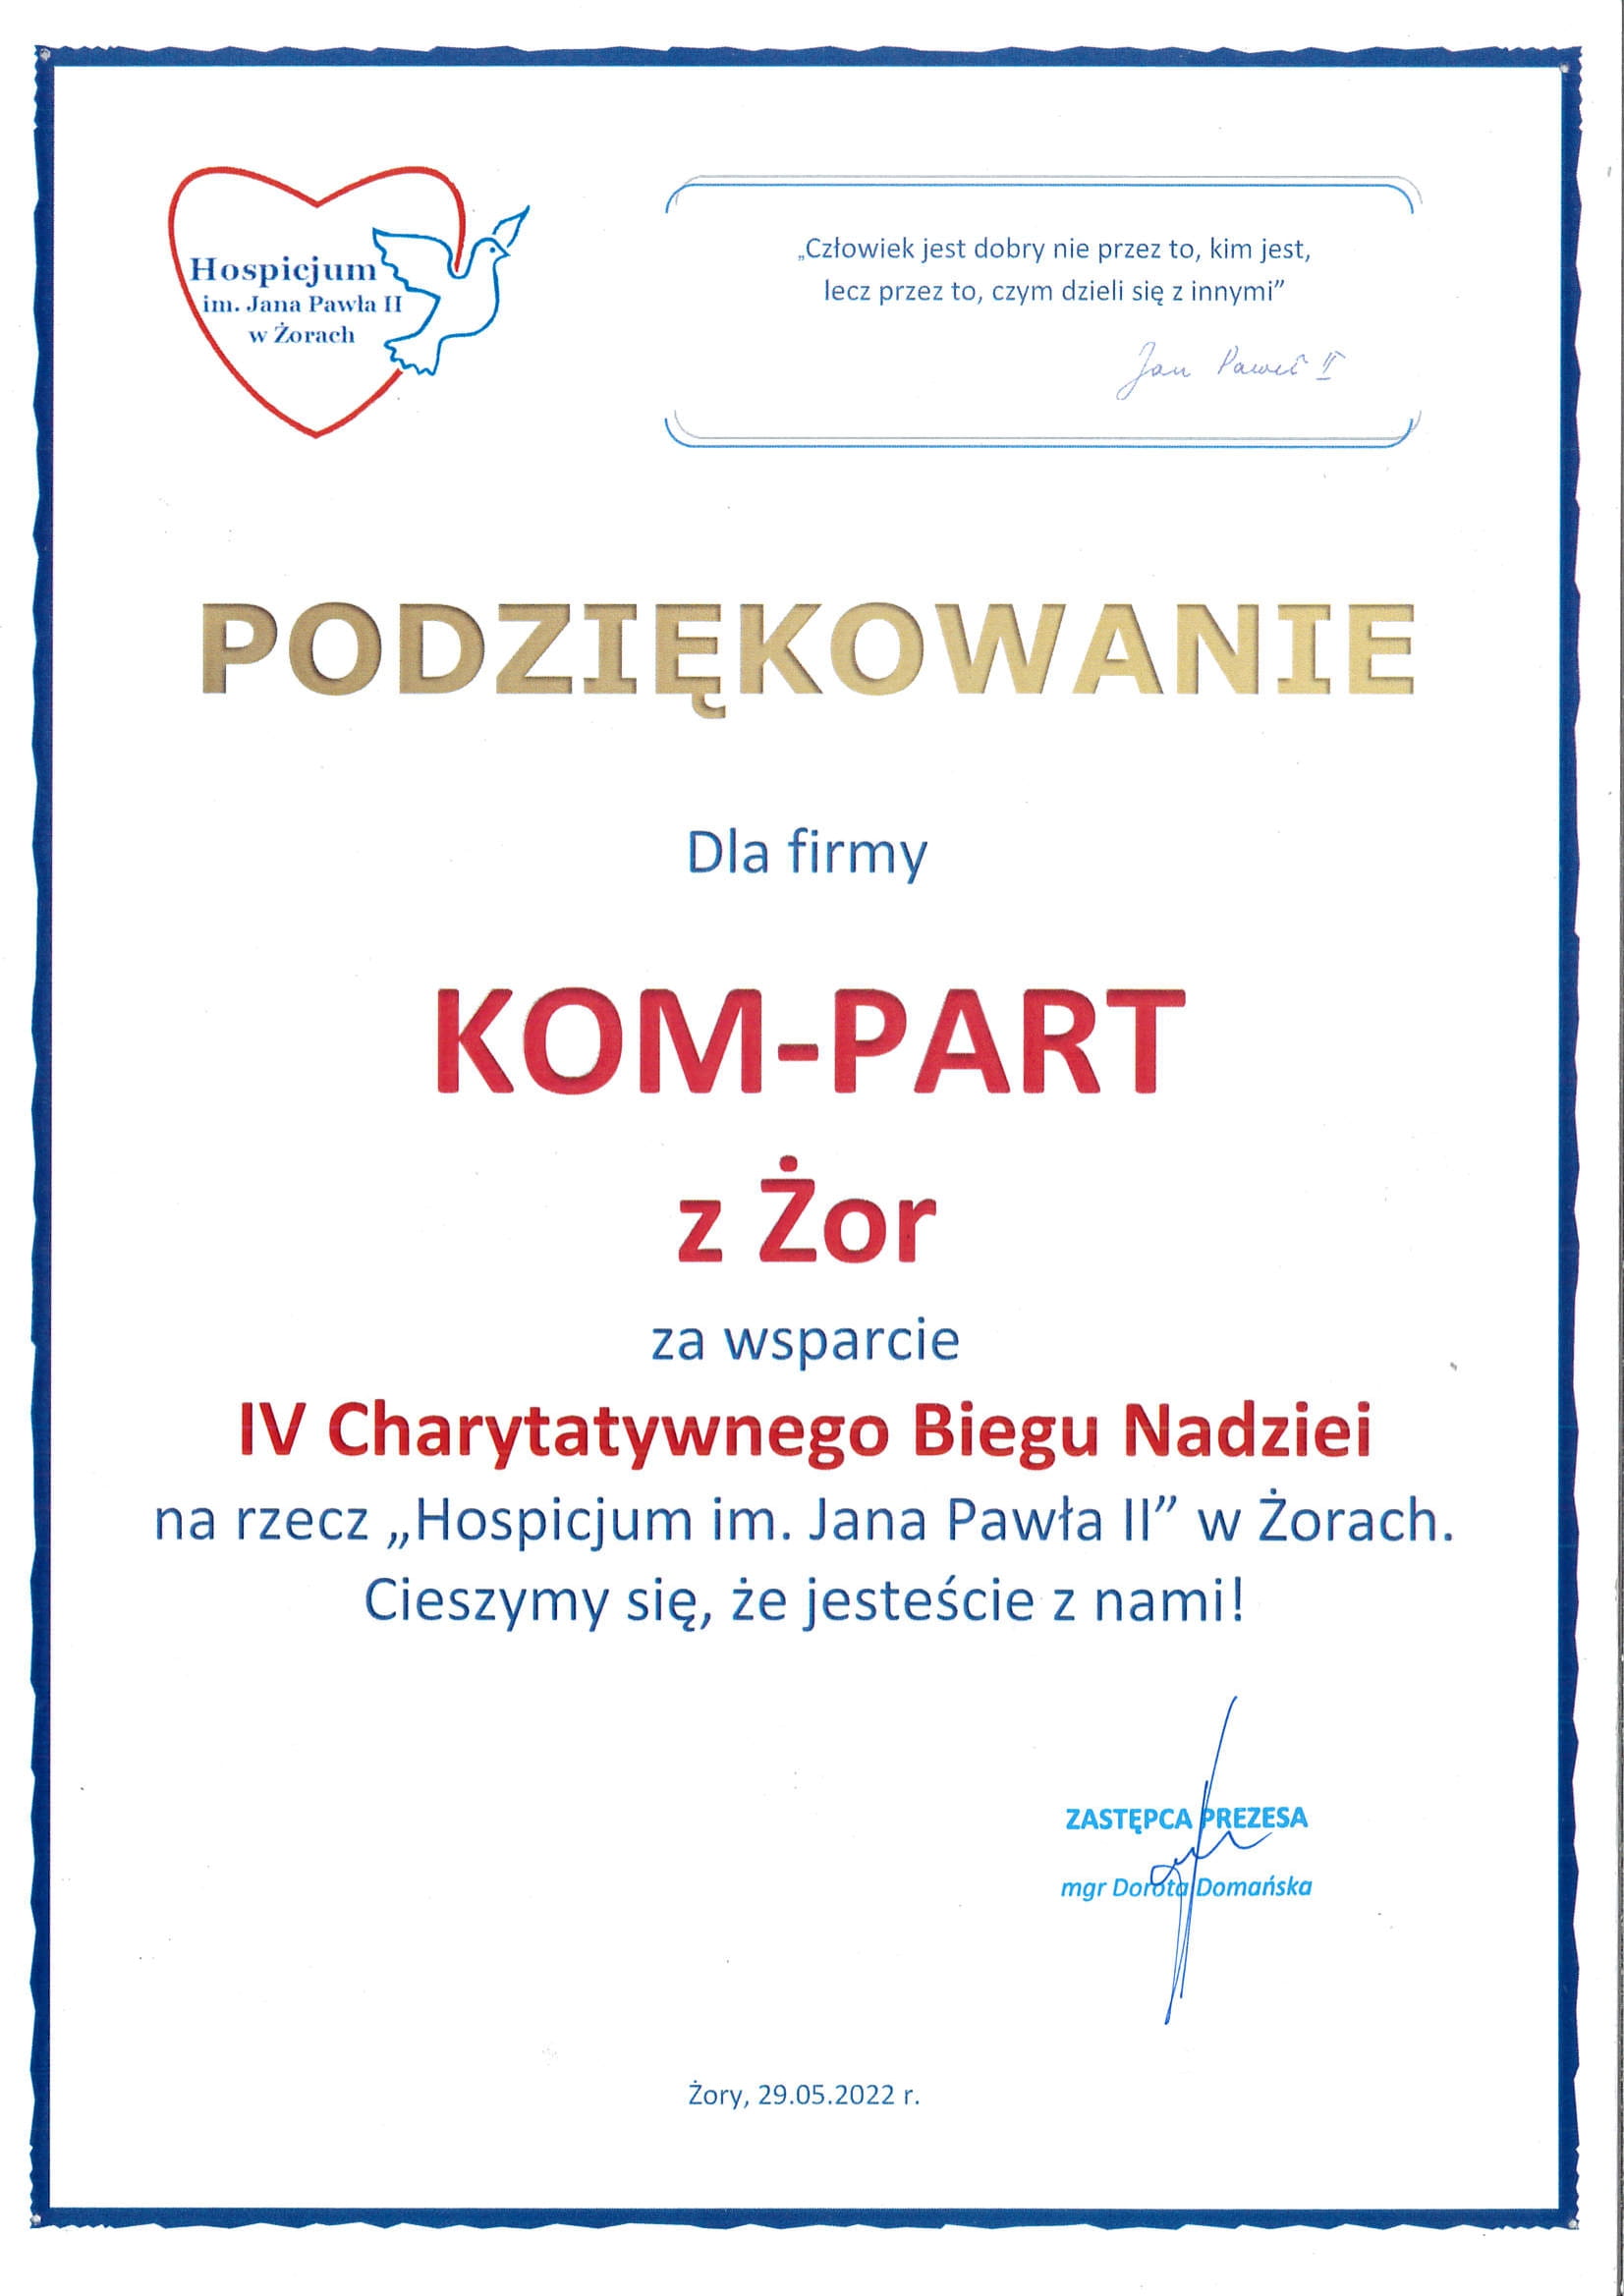 Hospicjum
im. Jana Pawła II
w Żorach
„Człowiek jest dobry nie przez to, kim jest,
lecz przez to, czym dzieli się z innymi”
Jan Paweł II
PODZIĘKOWANIE
Dla firmy
KOM-PART
z Żor
za wsparcie
IV Charytatywnego Biegu Nadziei
na rzecz „Hospicjum im. Jana Pawła II” w Żorach.
Cieszymy się, że jesteście z nami!
ZASTĘPCA PREZESA
mgr Dorota Domańska
Żory, 29.05.2022 r.